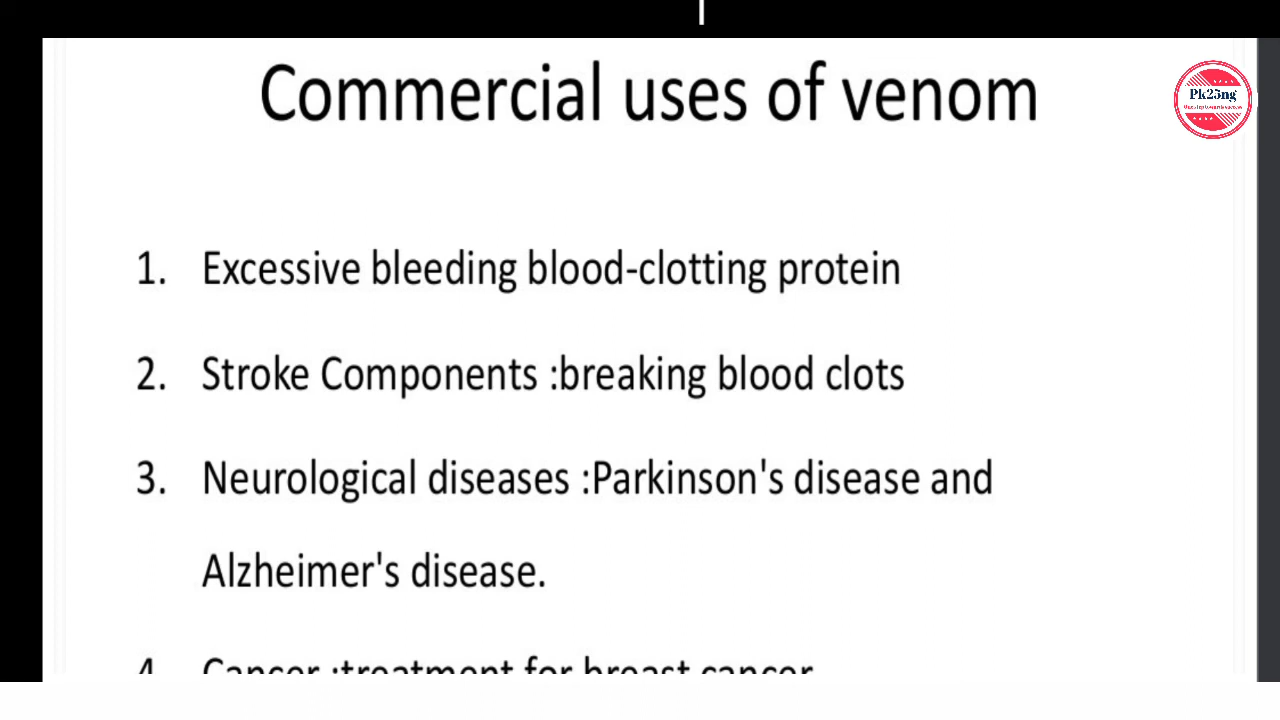 Commercial uses of venom
Pk25ng
1. Excessive bleeding blood-clotting protein
2. Stroke Components :breaking blood clots
3. Neurological diseases :Parkinson's disease and
Alzheimer's disease.
4. Cancer :treatment for breast cancer